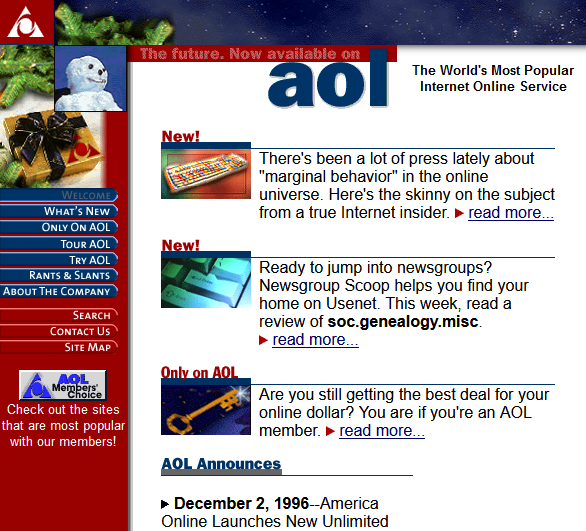 The future. Now available on
aol
The World's Most Popular
Internet Online Service
WELCOME
WHAT'S NEW
ONLY ON AOL
TOUR AOL
TRY AOL
RANTS & SLANTS
ABOUT THE COMPANY
SEARCH
CONTACT US
SITE MAP
AOL
Members'
Choice
Check out the sites
that are most popular
with our members!
New!
There's been a lot of press lately about
"marginal behavior" in the online
universe. Here's the skinny on the subject
from a true Internet insider. read more...
New!
Ready to jump into newsgroups?
Newsgroup Scoop helps you find your
home on Usenet. This week, read a
review of soc.genealogy.misc.
read more...
Only on AOL
Are you still getting the best deal for your
online dollar? You are if you're an AOL
member. read more...
AOL Announces
December 2, 1996--America
Online Launches New Unlimited